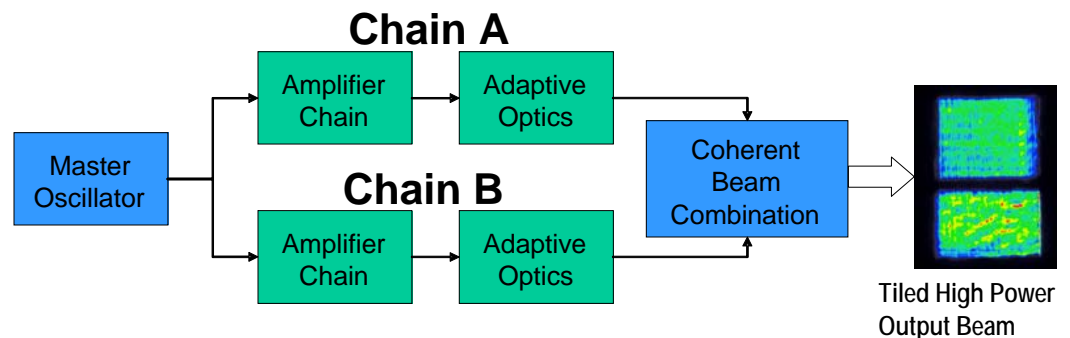 Chain A
Amplifier
Chain
Adaptive
Optics
Master
Oscillator
Coherent
Beam
Combination
Chain B
Amplifier
Chain
Adaptive
Optics
Tiled High Power
Output Beam